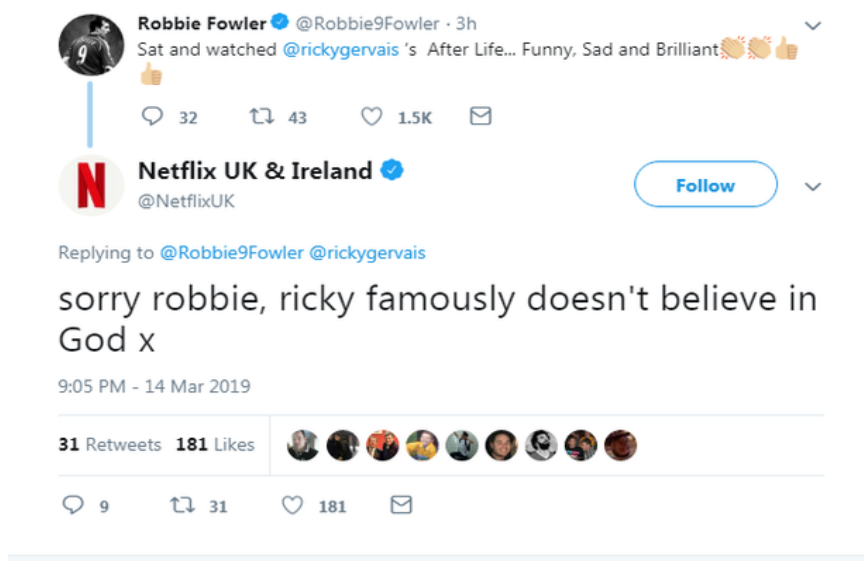 Robbie Fowler @Robbie9Fowler · 3h
Sat and watched @rickygervais 's After Life... Funny, Sad and Brilliant👏🏼👏🏼👍🏼
👍🏼
32 43 1.5K
9
N
Netflix UK & Ireland
@NetflixUK
Follow
Replying to @Robbie9Fowler @rickygervais
sorry robbie, ricky famously doesn't believe in
God x
9:05 PM - 14 Mar 2019
31 Retweets 181 Likes
9 31 181